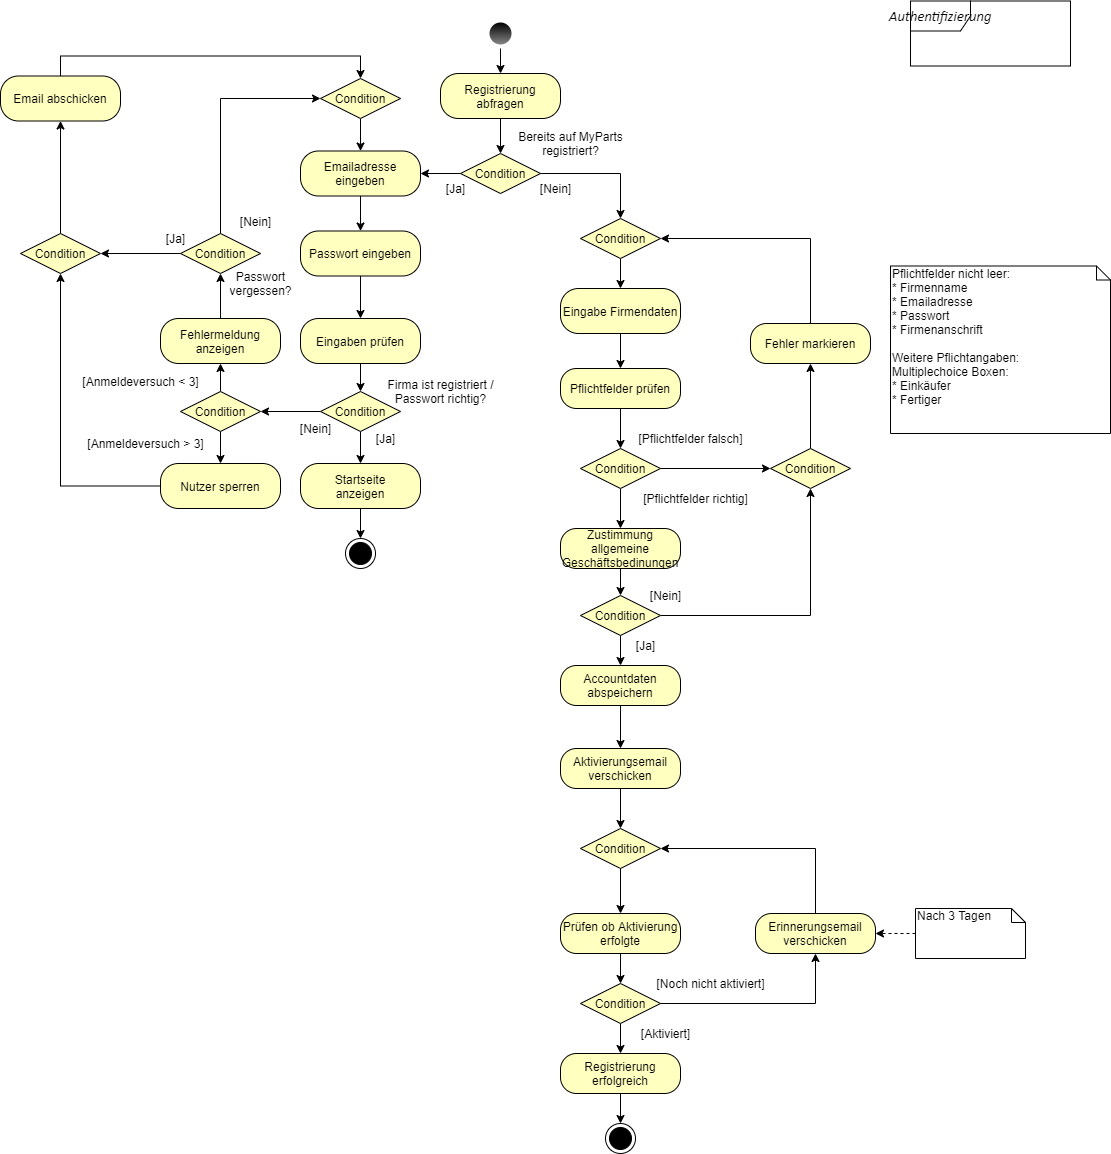 Authentifizierung
Registrierung
abfragen
Bereits auf MyParts
registriert?
Condition
[Ja]
[Nein]
Email abschicken
Condition
Emailadresse
eingeben
Passwort eingeben
Eingaben prüfen
Firma ist registriert /
Passwort richtig?
Condition
[Nein]
[Ja]
Startseite
anzeigen
Condition
[Anmeldeversuch < 3]
[Anmeldeversuch > 3]
Fehlermeldung
anzeigen
Nutzer sperren
Passwort
vergessen?
Condition
[Nein]
[Ja]
Condition
Condition
Eingabe Firmendaten
Pflichtfelder prüfen
Condition
[Pflichtfelder falsch]
[Pflichtfelder richtig]
Condition
Fehler markieren
Pflichtfelder nicht leer:
* Firmenname
* Emailadresse
* Passwort
* Firmenanschrift
Weitere Pflichtangaben:
Multiplechoice Boxen:
* Einkäufer
* Fertiger
Zustimmung
allgemeine
Geschäftsbedinungen
Condition
[Nein]
[Ja]
Accountdaten
abspeichern
Aktivierungsemail
verschicken
Condition
Prüfen ob Aktivierung
erfolgte
Erinnerungsemail
verschicken
Nach 3 Tagen
Condition
[Noch nicht aktiviert]
[Aktiviert]
Registrierung
erfolgreich